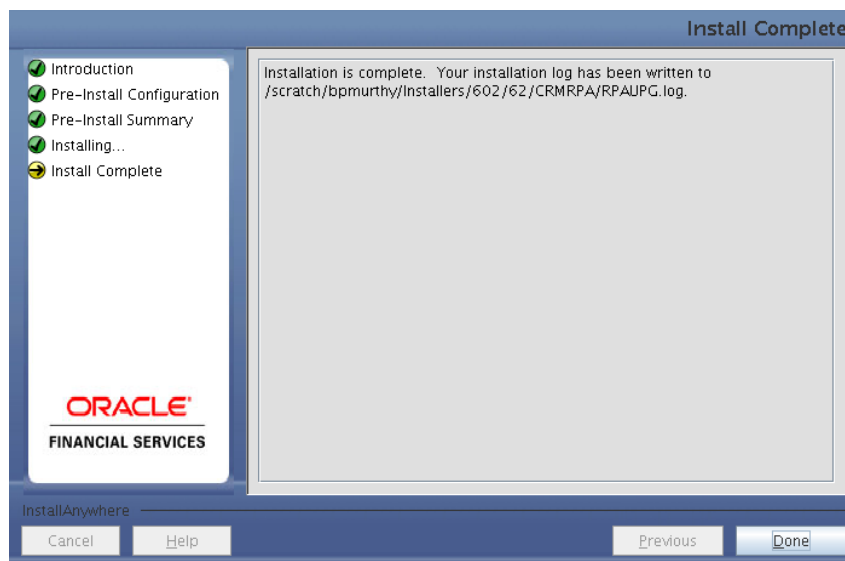 Install Complete
Introduction
Pre-Install Configuration
Pre-Install Summary
Installing...
Install Complete
Installation is complete. Your installation log has been written to
/scratch/bpmurthy/Installers/602/62/CRMRPA/RPAUPG.log.
ORACLE
FINANCIAL SERVICES
InstallAnywhere
Cancel
Help
Previous
Done